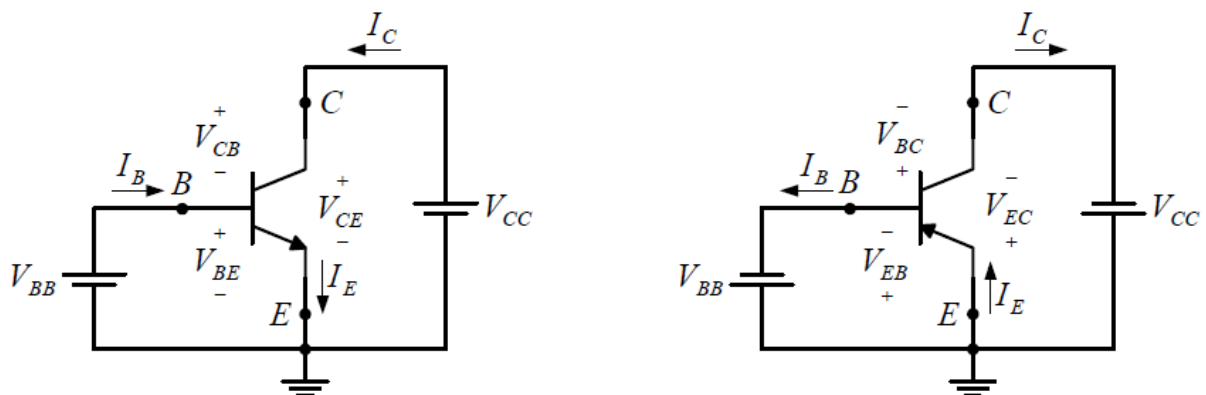 I_C
C
+
V_CB
-
I_B
B
+
V_CE
-
V_CC
+
V_BE
-
V_BB
I_E
E
I_C
C
-
V_BC
+
I_B
B
-
V_EC
+
V_CC
-
V_EB
+
V_BB
I_E
E